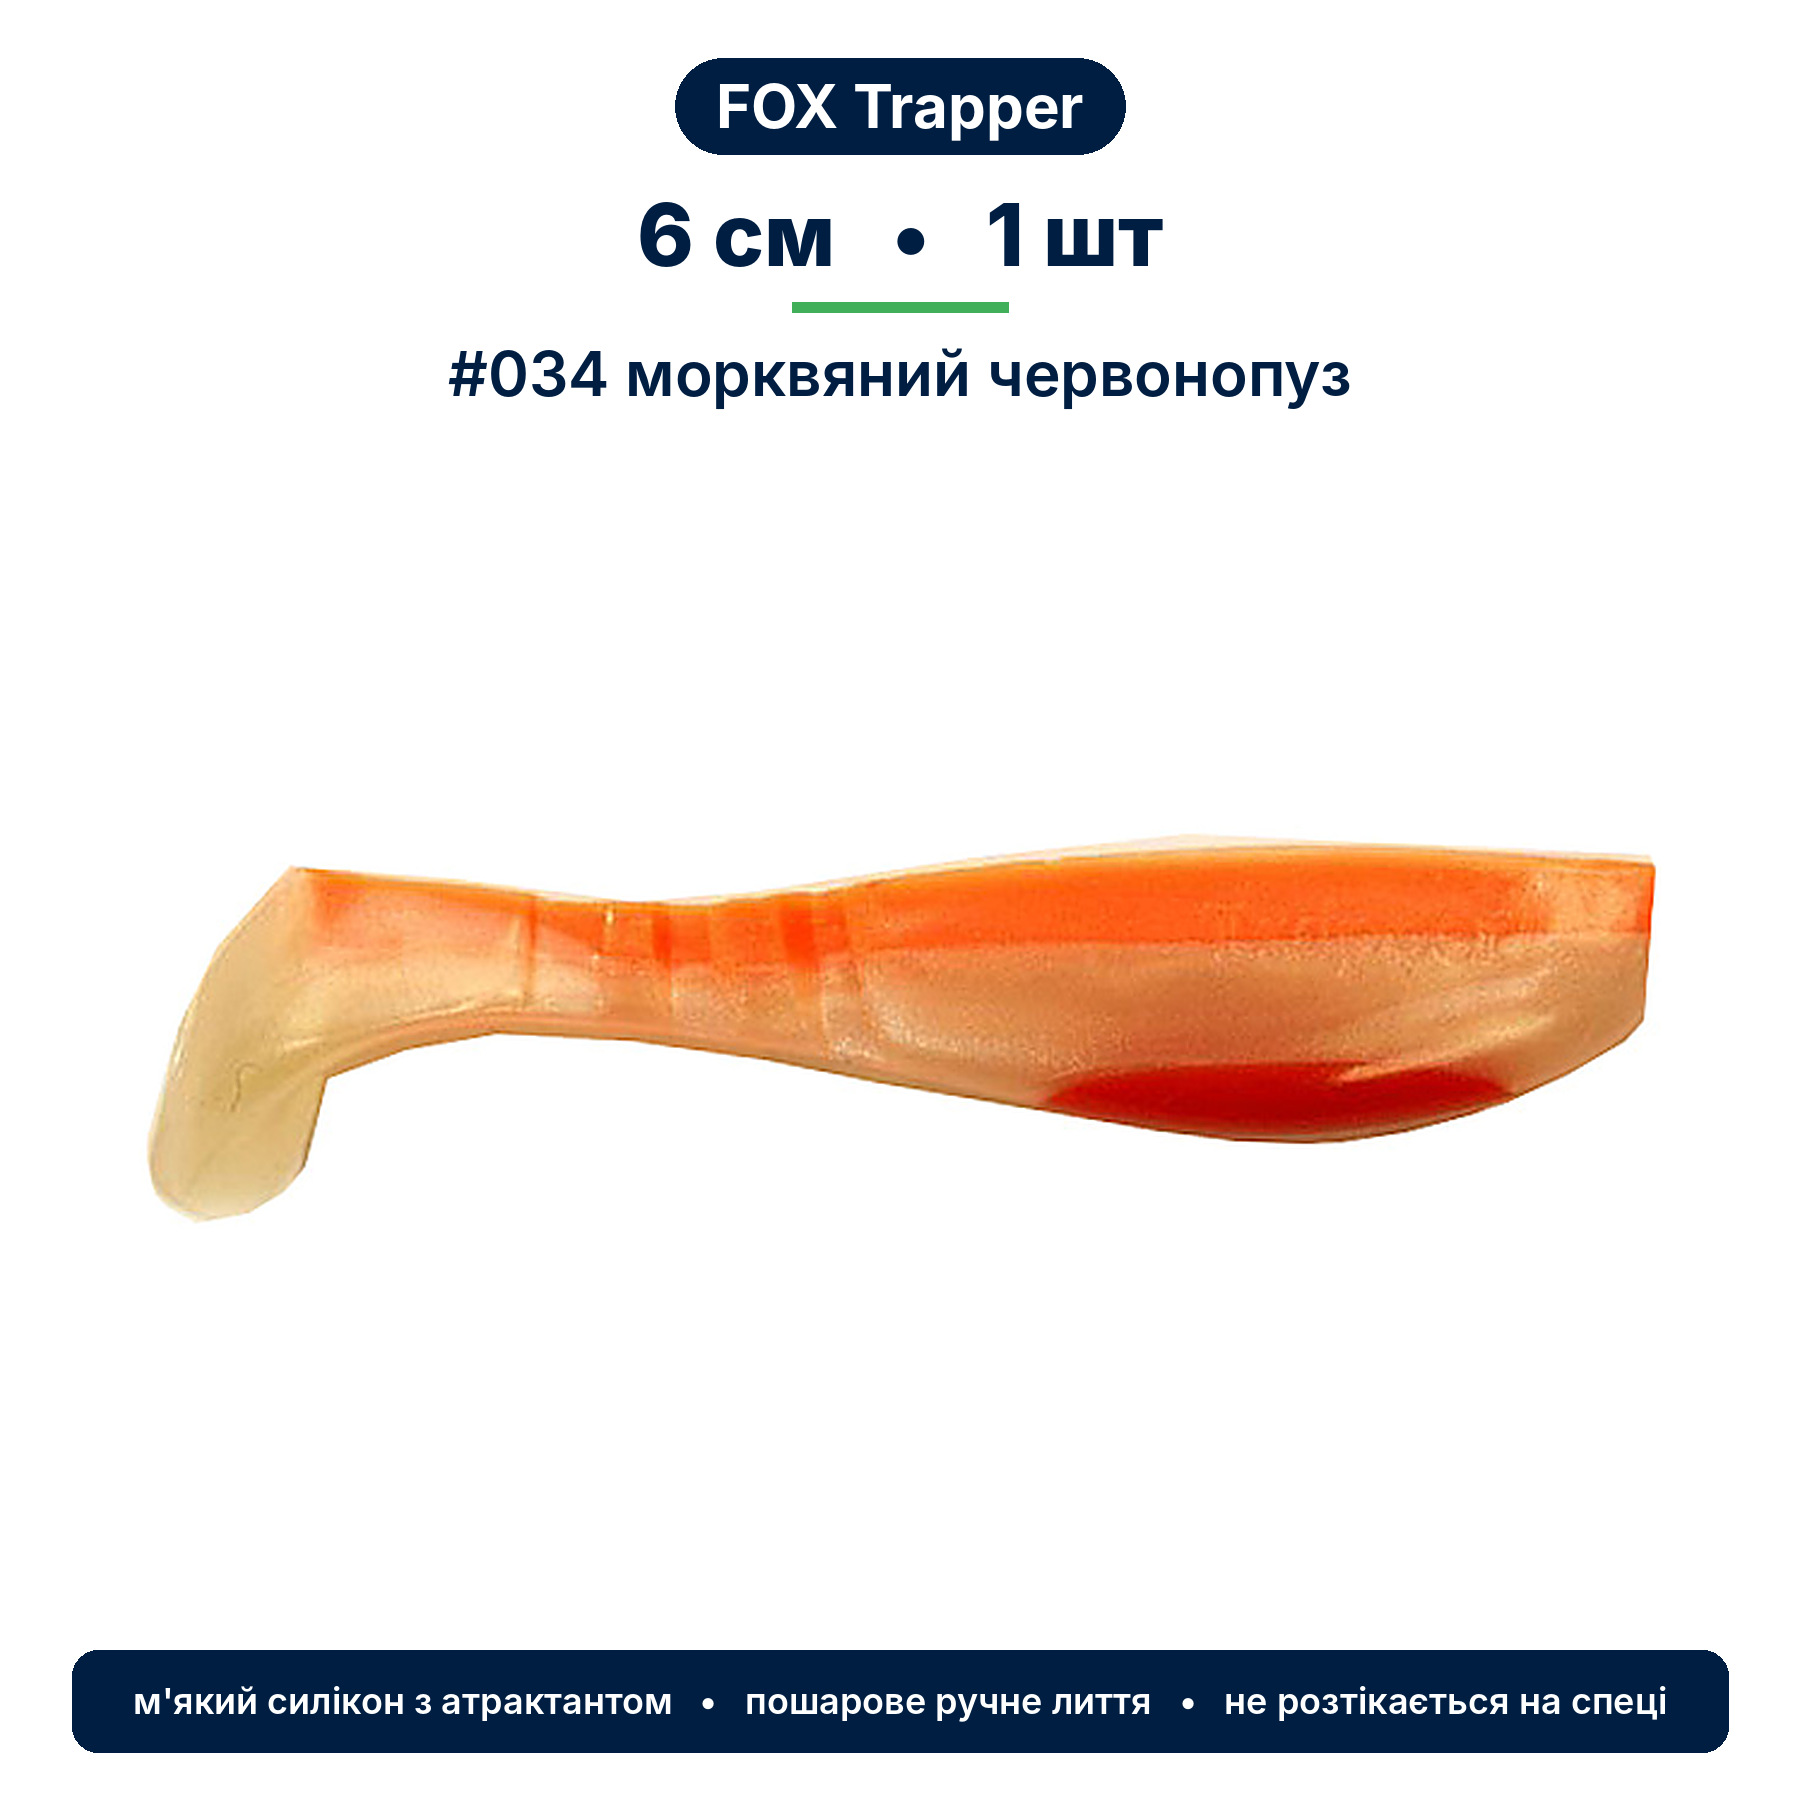 FOX Trapper
6 см • 1 шт
#034 морквяний червонопуз
м'який силікон з атрактантом • пошарове ручне лиття • не розтікається на спеці